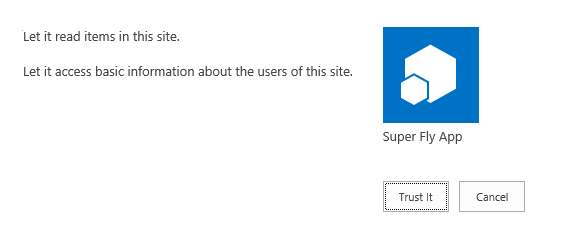 Let it read items in this site.
Let it access basic information about the users of this site.
Super Fly App
Trust It
Cancel